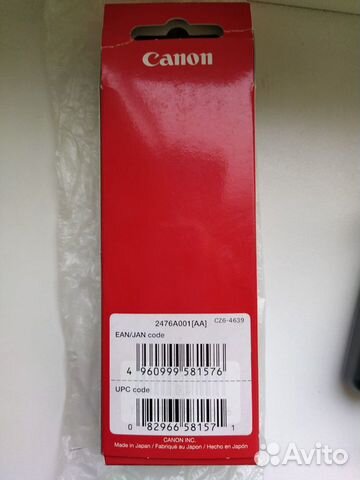 Canon
2476A001[AA] CZ6-4639
EAN/JAN code
4 960999 581576
UPC code
0 82966 58157 1
CANON INC.
Made in Japan / Fabriqué au Japon / Hecho en Japón
Avito